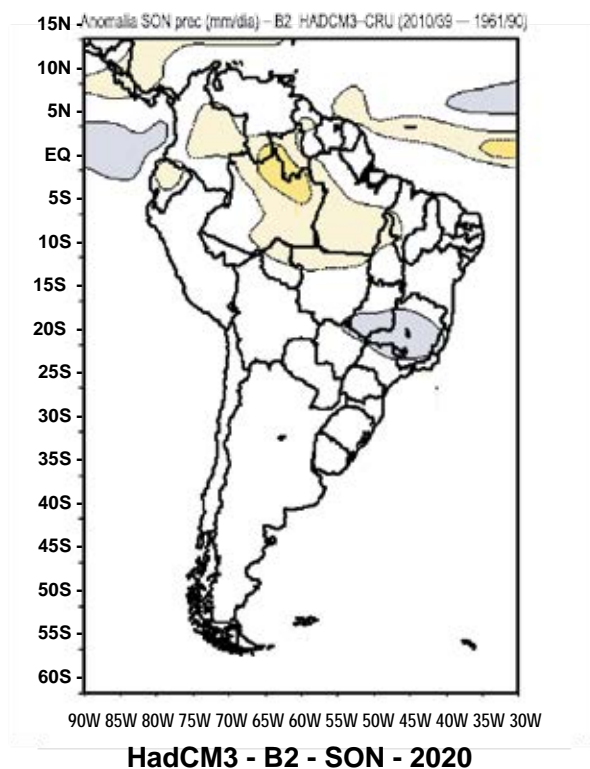 Anomalia SON prec (mm/dia) – B2 HADCM3–CRU (2010/39 — 1961/90)
15N
10N
5N
EQ
5S
10S
15S
20S
25S
30S
35S
40S
45S
50S
55S
60S
90W 85W 80W 75W 70W 65W 60W 55W 50W 45W 40W 35W 30W
HadCM3 - B2 - SON - 2020